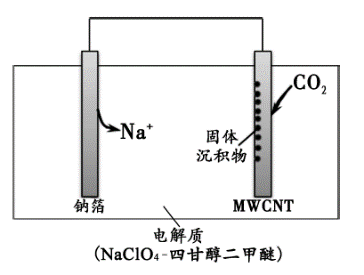 CO₂
Na⁺
固体
沉积物
钠箔
MWCNT
电解质
(NaClO₄-四甘醇二甲醚)